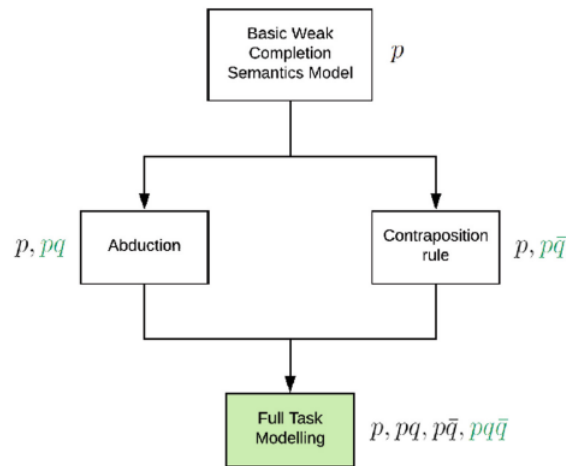 Basic Weak
Completion
Semantics Model
p
p, pq
Abduction
Contraposition
rule
p, pq̄
Full Task
Modelling
p, pq, pq̄, pqq̄